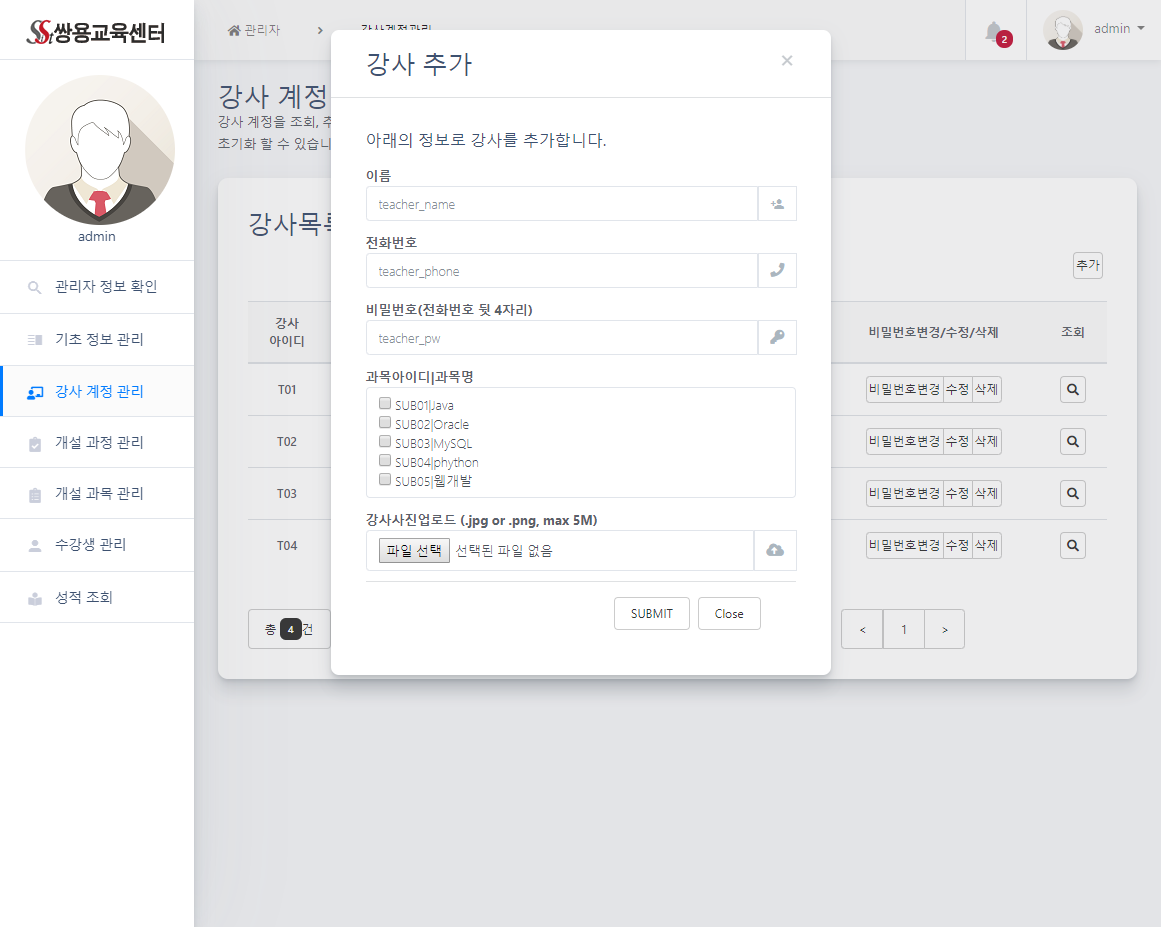 쌍용교육센터
관리자
강사계정관리
2
admin
admin
관리자 정보 확인
기초 정보 관리
강사 계정 관리
개설 과정 관리
개설 과목 관리
수강생 관리
성적 조회
강사 계정
강사 계정을 조회, 추
초기화 할 수 있습니
강사목록
추가
강사
아이디
비밀번호변경/수정/삭제
조회
T01
비밀번호변경 수정 삭제
T02
비밀번호변경 수정 삭제
T03
비밀번호변경 수정 삭제
T04
비밀번호변경 수정 삭제
총 4 건
< 1 >
강사 추가
×
아래의 정보로 강사를 추가합니다.
이름
teacher_name
전화번호
teacher_phone
비밀번호(전화번호 뒷 4자리)
teacher_pw
과목아이디|과목명
SUB01|Java
SUB02|Oracle
SUB03|MySQL
SUB04|phython
SUB05|웹개발
강사사진업로드 (.jpg or .png, max 5M)
파일 선택 선택된 파일 없음
SUBMIT
Close